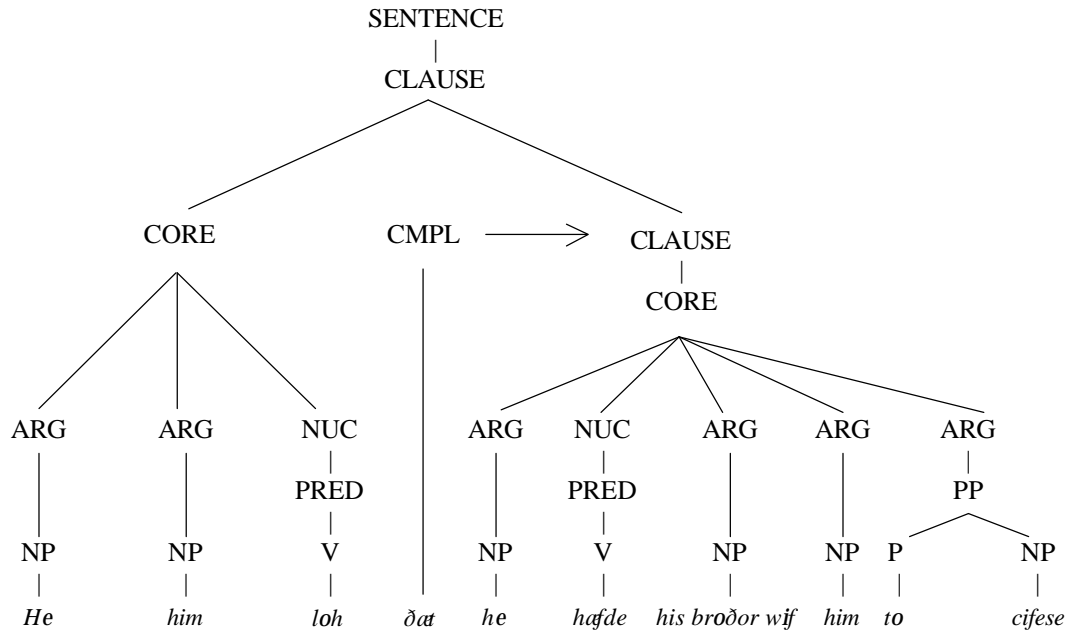 SENTENCE
CLAUSE
CORE CMPL CLAUSE
CORE
ARG ARG NUC ARG NUC ARG ARG ARG
PRED PRED PP
NP NP V NP V NP NP P NP
He him loh ðæt he hæfde his broðor wif him to cifese